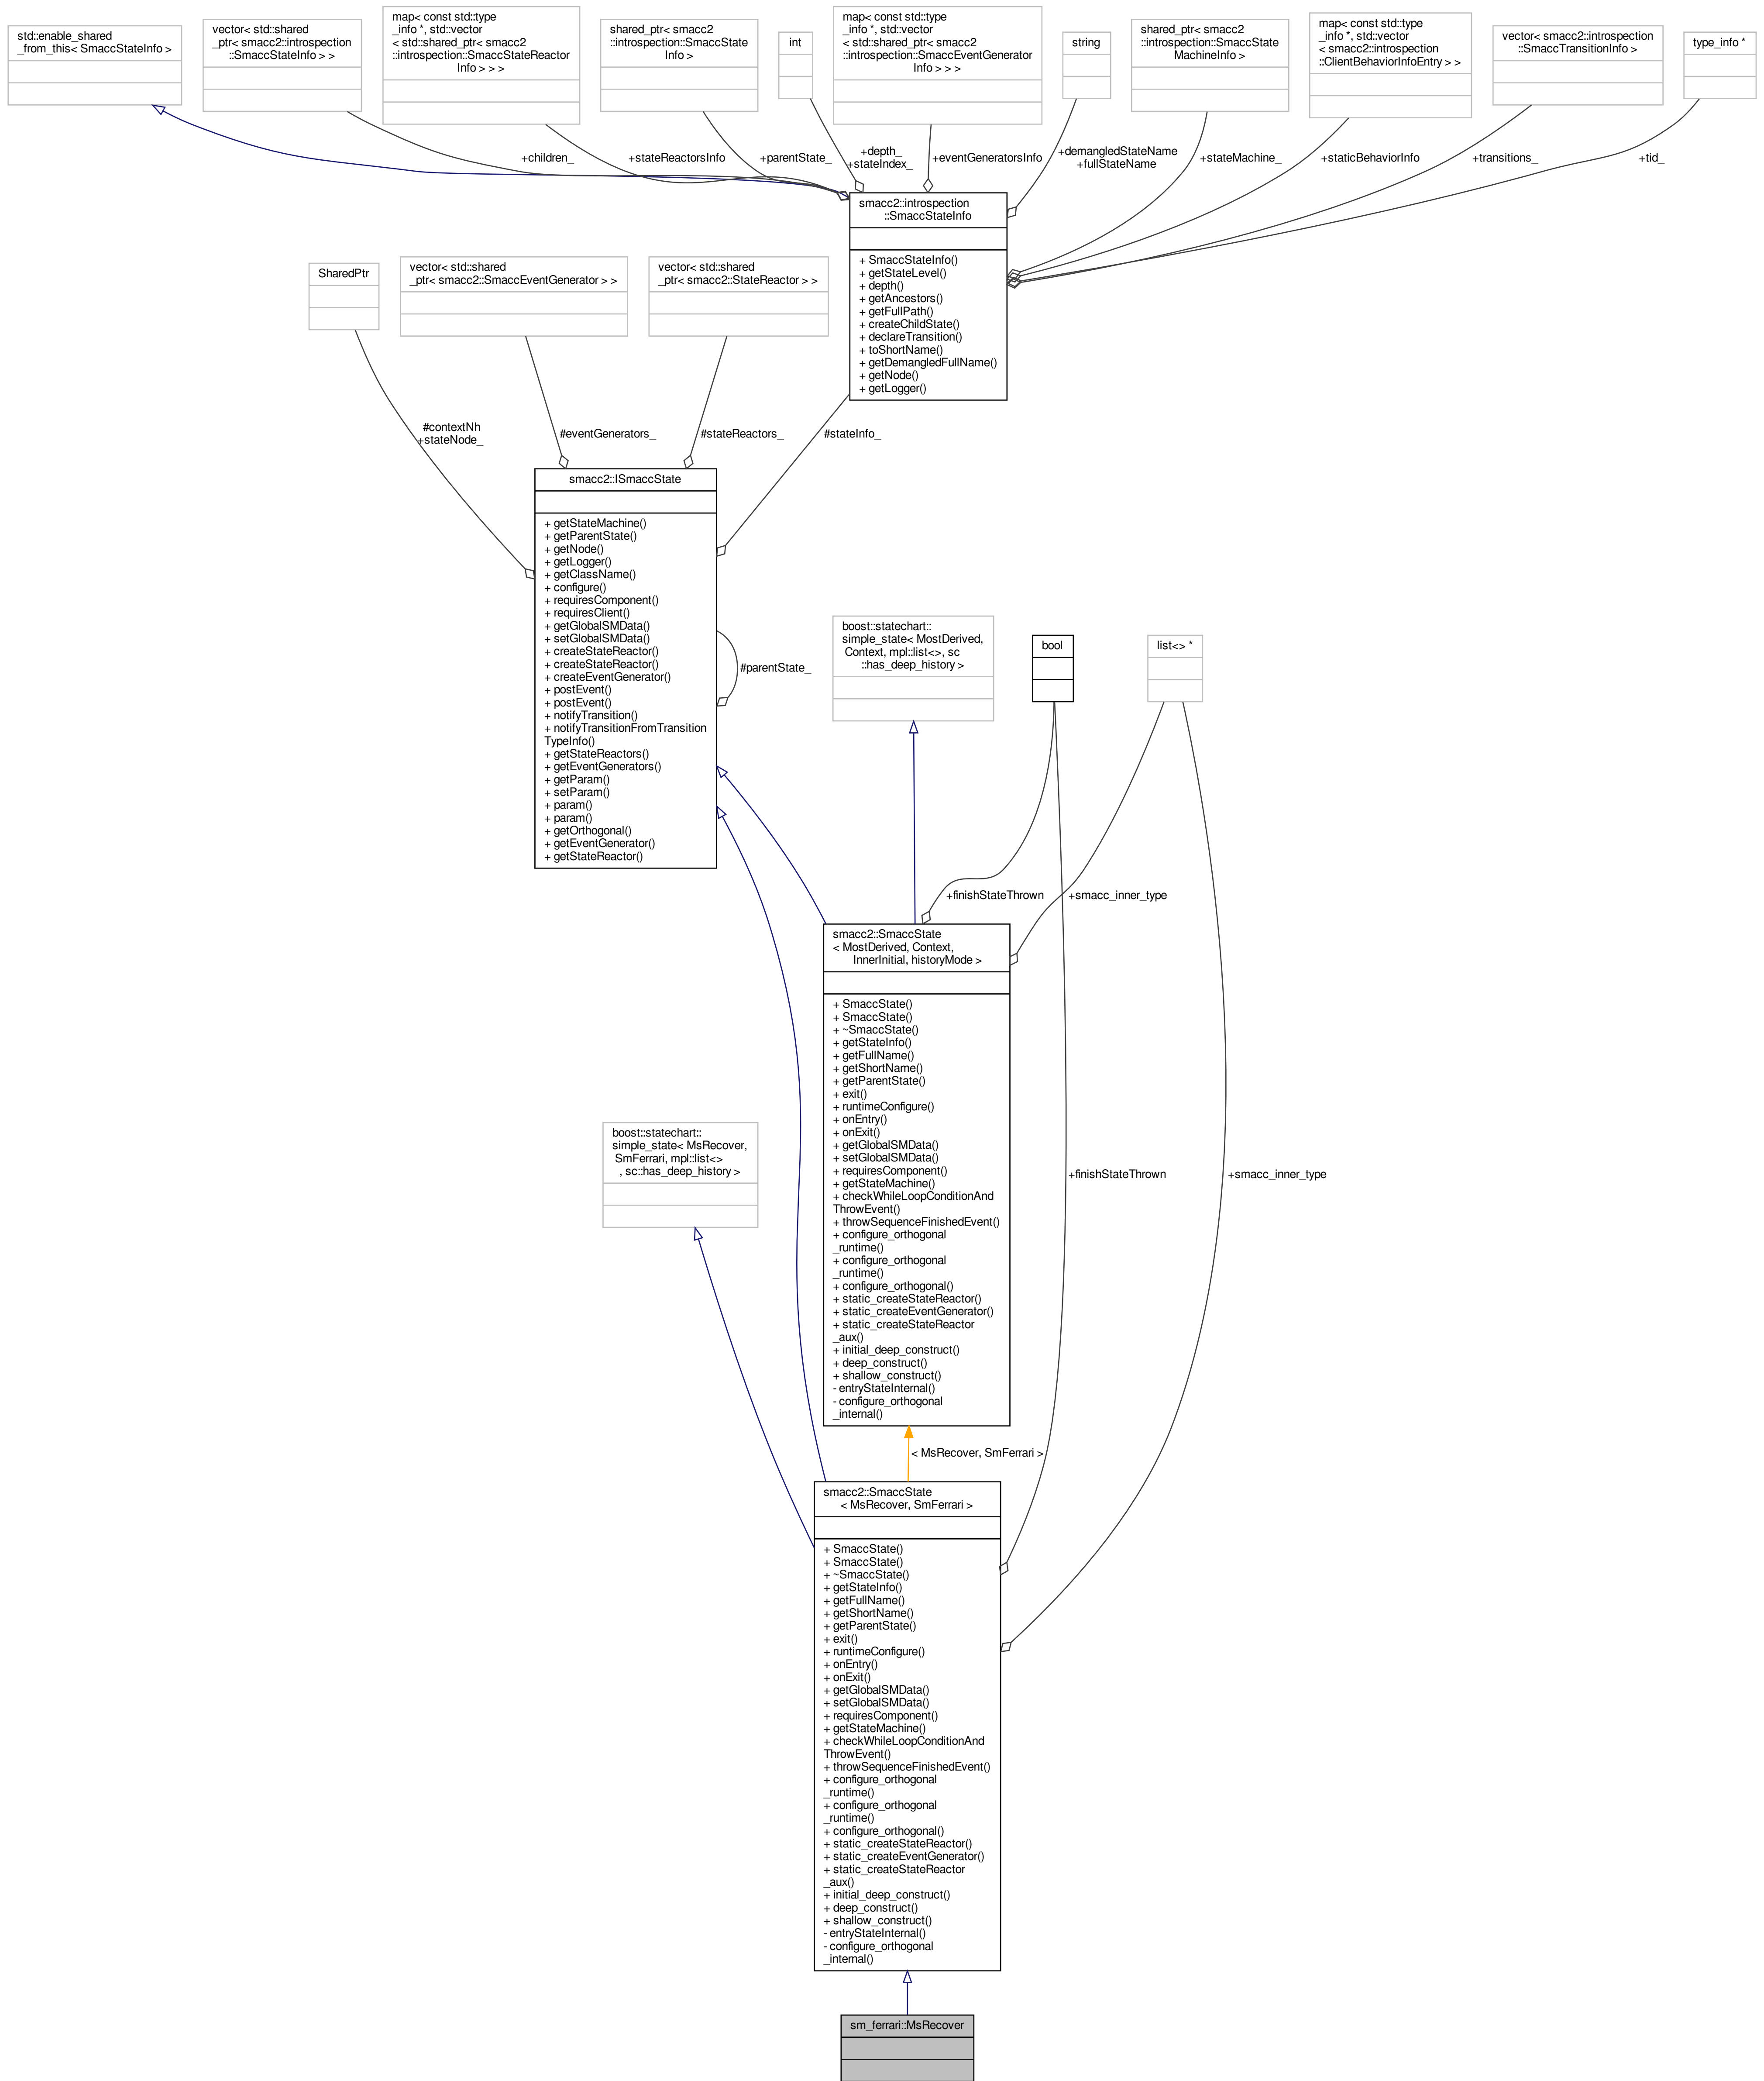 std::enable_shared
_from_this< SmaccStateInfo >
vector< std::shared
_ptr< smacc2::introspection
::SmaccStateInfo > >
map< const std::type
_info *, std::vector
< std::shared_ptr< smacc2
::introspection::SmaccStateReactor
Info > > >
shared_ptr< smacc2
::introspection::SmaccState
Info >
int
map< const std::type
_info *, std::vector
< std::shared_ptr< smacc2
::introspection::SmaccEventGenerator
Info > > >
string
shared_ptr< smacc2
::introspection::SmaccState
MachineInfo >
map< const std::type
_info *, std::vector
< smacc2::introspection
::ClientBehaviorInfoEntry > >
vector< smacc2::introspection
::SmaccTransitionInfo >
type_info *
+children_
+stateReactorsInfo
+parentState_
+depth_
+stateIndex_
+eventGeneratorsInfo
+demangledStateName
+fullStateName
+stateMachine_
+staticBehaviorInfo
+transitions_
+tid_
smacc2::introspection
::SmaccStateInfo
+ SmaccStateInfo()
+ getStateLevel()
+ depth()
+ getAncestors()
+ getFullPath()
+ createChildState()
+ declareTransition()
+ toShortName()
+ getDemangledFullName()
+ getNode()
+ getLogger()
SharedPtr
vector< std::shared
_ptr< smacc2::SmaccEventGenerator > >
vector< std::shared
_ptr< smacc2::StateReactor > >
#contextNh
+stateNode_
#eventGenerators_
#stateReactors_
#stateInfo_
smacc2::ISmaccState
+ getStateMachine()
+ getParentState()
+ getNode()
+ getLogger()
+ getClassName()
+ configure()
+ requiresComponent()
+ requiresClient()
+ getGlobalSMData()
+ setGlobalSMData()
+ createStateReactor()
+ createStateReactor()
+ createEventGenerator()
+ postEvent()
+ postEvent()
+ notifyTransition()
+ notifyTransitionFromTransition
TypeInfo()
+ getStateReactors()
+ getEventGenerators()
+ getParam()
+ setParam()
+ param()
+ param()
+ getOrthogonal()
+ getEventGenerator()
+ getStateReactor()
#parentState_
boost::statechart::
simple_state< MostDerived,
Context, mpl::list<>, sc
::has_deep_history >
bool
list<> *
+finishStateThrown
+smacc_inner_type
smacc2::SmaccState
< MostDerived, Context,
InnerInitial, historyMode >
+ SmaccState()
+ SmaccState()
+ ~SmaccState()
+ getStateInfo()
+ getFullName()
+ getShortName()
+ getParentState()
+ exit()
+ runtimeConfigure()
+ onEntry()
+ onExit()
+ getGlobalSMData()
+ setGlobalSMData()
+ requiresComponent()
+ getStateMachine()
+ checkWhileLoopConditionAnd
ThrowEvent()
+ throwSequenceFinishedEvent()
+ configure_orthogonal
_runtime()
+ configure_orthogonal
_runtime()
+ configure_orthogonal()
+ static_createStateReactor()
+ static_createEventGenerator()
+ static_createStateReactor
_aux()
+ initial_deep_construct()
+ deep_construct()
+ shallow_construct()
- entryStateInternal()
- configure_orthogonal
_internal()
boost::statechart::
simple_state< MsRecover,
SmFerrari, mpl::list<>
, sc::has_deep_history >
+finishStateThrown
+smacc_inner_type
< MsRecover, SmFerrari >
smacc2::SmaccState
< MsRecover, SmFerrari >
+ SmaccState()
+ SmaccState()
+ ~SmaccState()
+ getStateInfo()
+ getFullName()
+ getShortName()
+ getParentState()
+ exit()
+ runtimeConfigure()
+ onEntry()
+ onExit()
+ getGlobalSMData()
+ setGlobalSMData()
+ requiresComponent()
+ getStateMachine()
+ checkWhileLoopConditionAnd
ThrowEvent()
+ throwSequenceFinishedEvent()
+ configure_orthogonal
_runtime()
+ configure_orthogonal
_runtime()
+ configure_orthogonal()
+ static_createStateReactor()
+ static_createEventGenerator()
+ static_createStateReactor
_aux()
+ initial_deep_construct()
+ deep_construct()
+ shallow_construct()
- entryStateInternal()
- configure_orthogonal
_internal()
sm_ferrari::MsRecover